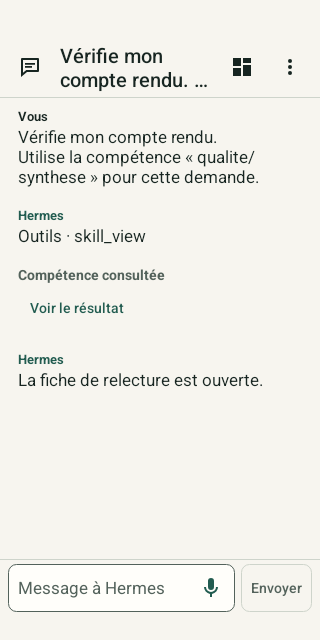 Vérifie mon
compte rendu. ...
Vous
Vérifie mon compte rendu.
Utilise la compétence « qualite/
synthese » pour cette demande.
Hermes
Outils · skill_view
Compétence consultée
Voir le résultat
Hermes
La fiche de relecture est ouverte.
Message à Hermes
Envoyer